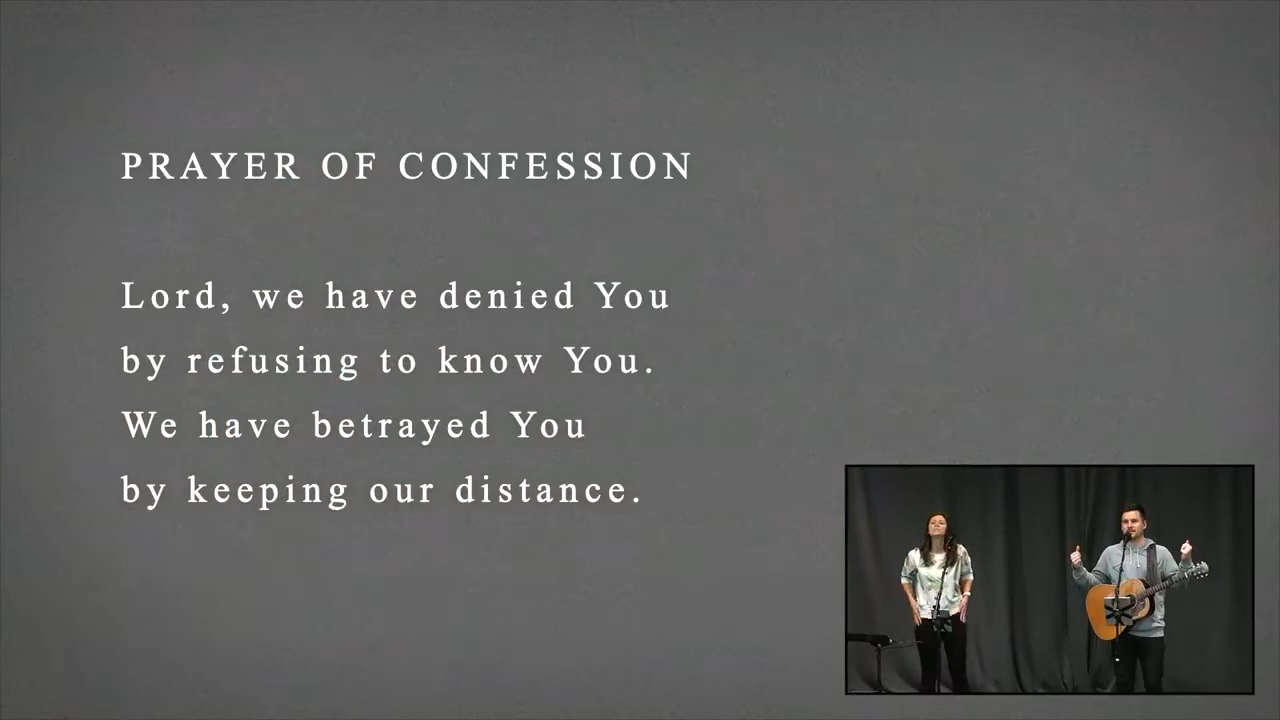 PRAYER OF CONFESSION
Lord, we have denied You
by refusing to know You.
We have betrayed You
by keeping our distance.